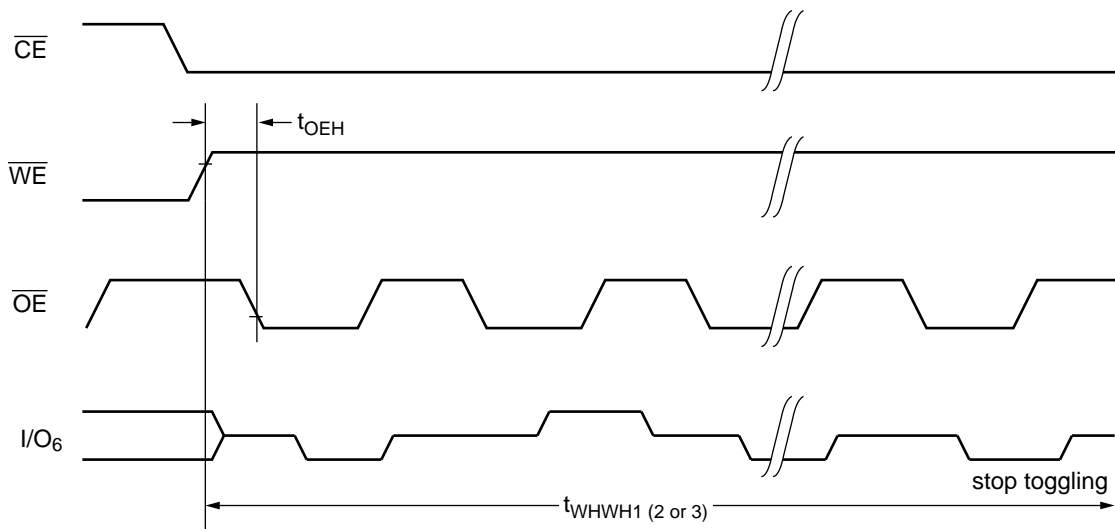 CE
tOEH
WE
OE
I/O6
stop toggling
tWHWH1 (2 or 3)